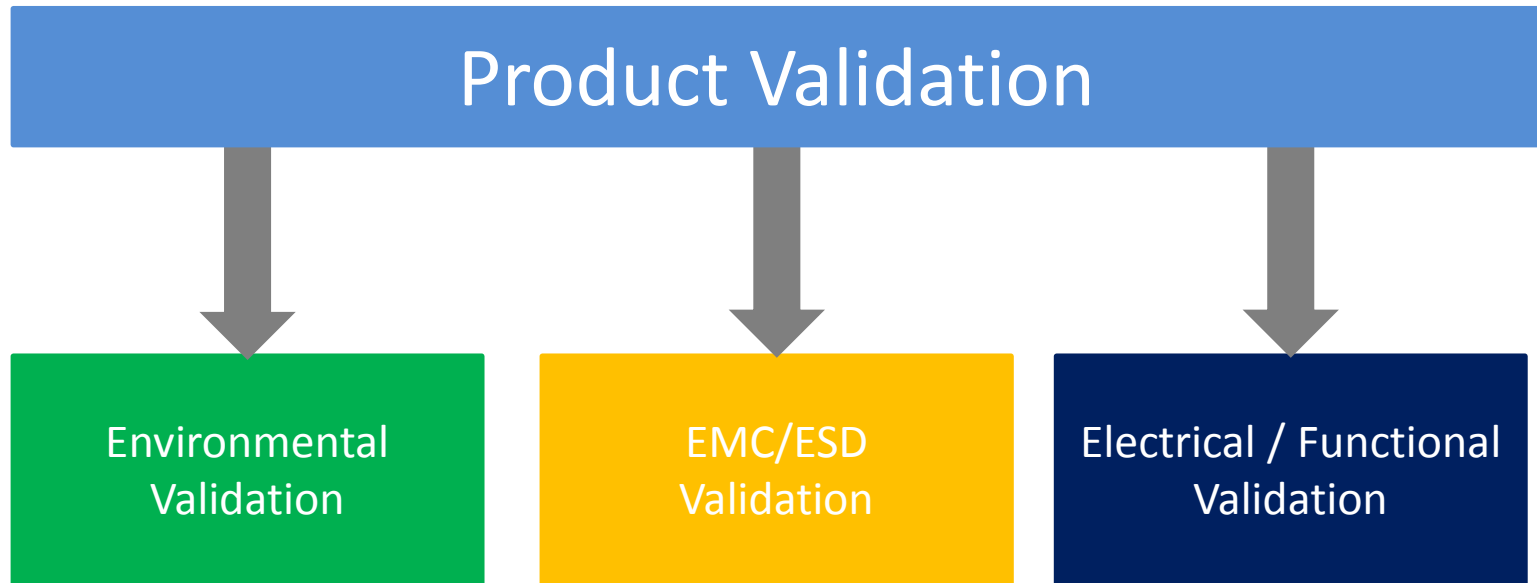 Product Validation
Environmental
Validation
EMC/ESD
Validation
Electrical / Functional
Validation